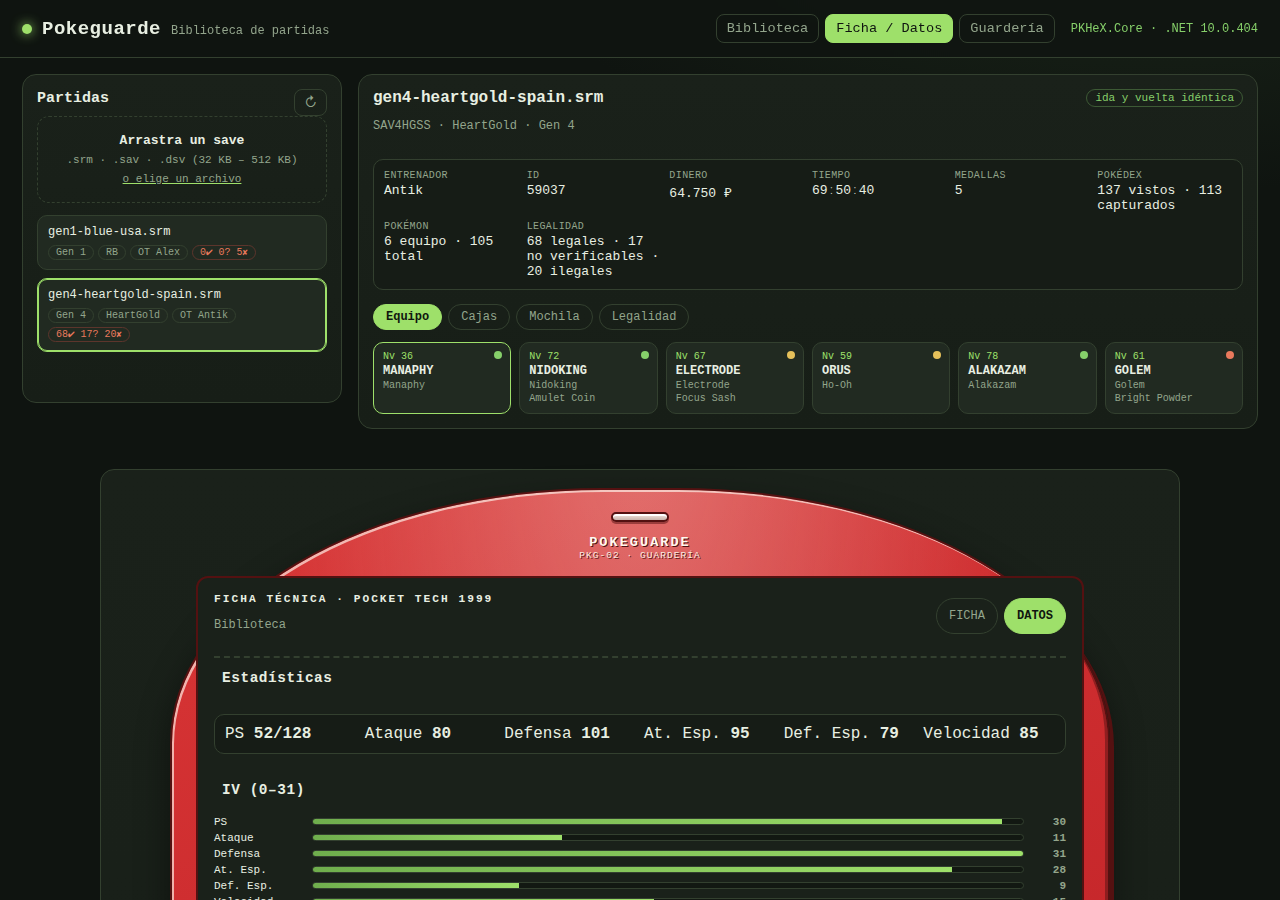 Pokeguarde Biblioteca de partidas
Biblioteca Ficha / Datos Guardería PKHeX.Core · .NET 10.0.404
Partidas
↻
Arrastra un save
.srm · .sav · .dsv (32 KB – 512 KB)
o elige un archivo
gen1-blue-usa.srm
Gen 1 RB OT Alex 0✔ 0? 5✘
gen4-heartgold-spain.srm
Gen 4 HeartGold OT Antik
68✔ 17? 20✘
gen4-heartgold-spain.srm
ida y vuelta idéntica
SAV4HGSS · HeartGold · Gen 4
ENTRENADOR
Antik
ID
59037
DINERO
64.750 ₽
TIEMPO
69:50:40
MEDALLAS
5
POKÉDEX
137 vistos · 113
capturados
POKÉMON
6 equipo · 105
total
LEGALIDAD
68 legales · 17
no verificables ·
20 ilegales
Equipo Cajas Mochila Legalidad
Nv 36
MANAPHY
Manaphy
Nv 72
NIDOKING
Nidoking
Amulet Coin
Nv 67
ELECTRODE
Electrode
Focus Sash
Nv 59
ORUS
Ho-Oh
Nv 78
ALAKAZAM
Alakazam
Nv 61
GOLEM
Golem
Bright Powder
POKEGUARDE
PKG-02 · GUARDERÍA
FICHA TÉCNICA · POCKET TECH 1999
Biblioteca
FICHA DATOS
Estadísticas
PS 52/128 Ataque 80 Defensa 101 At. Esp. 95 Def. Esp. 79 Velocidad 85
IV (0–31)
PS 30
Ataque 11
Defensa 31
At. Esp. 28
Def. Esp. 9
Velocidad 15